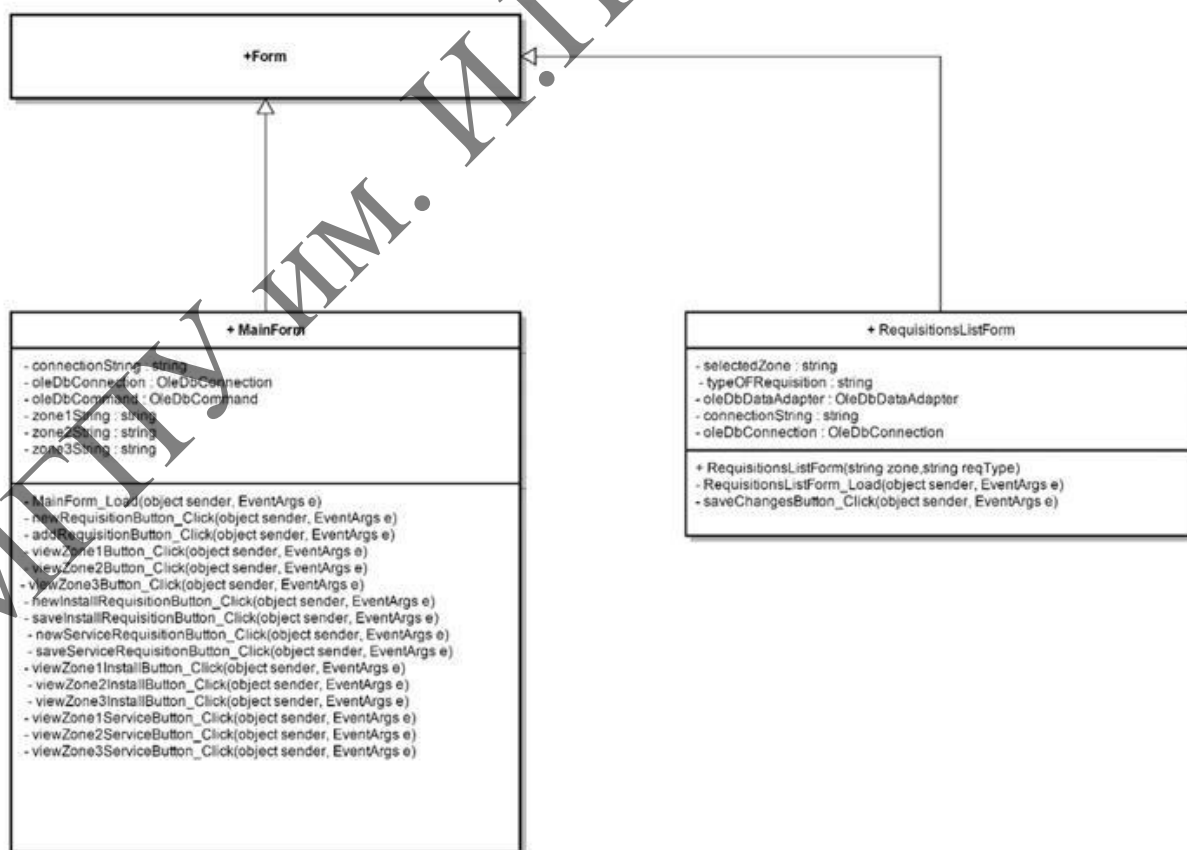 +Form
+ MainForm
- connectionString : string
- oleDbConnection : OleDbConnection
- oleDbCommand : OleDbCommand
- zone1String : string
- zone2String : string
- zone3String : string
- MainForm_Load(object sender, EventArgs e)
- newRequisitionButton_Click(object sender, EventArgs e)
- addRequisitionButton_Click(object sender, EventArgs e)
- viewZone1Button_Click(object sender, EventArgs e)
- viewZone2Button_Click(object sender, EventArgs e)
- viewZone3Button_Click(object sender, EventArgs e)
- newInstallRequisitionButton_Click(object sender, EventArgs e)
- saveInstallRequisitionButton_Click(object sender, EventArgs e)
- newServiceRequisitionButton_Click(object sender, EventArgs e)
- saveServiceRequisitionButton_Click(object sender, EventArgs e)
- viewZone1InstallButton_Click(object sender, EventArgs e)
- viewZone2InstallButton_Click(object sender, EventArgs e)
- viewZone3InstallButton_Click(object sender, EventArgs e)
- viewZone1ServiceButton_Click(object sender, EventArgs e)
- viewZone2ServiceButton_Click(object sender, EventArgs e)
- viewZone3ServiceButton_Click(object sender, EventArgs e)
+ RequisitionsListForm
- selectedZone : string
- typeOFRequisition : string
- oleDbDataAdapter : OleDbDataAdapter
- connectionString : string
- oleDbConnection : OleDbConnection
+ RequisitionsListForm(string zone,string reqType)
- RequisitionsListForm_Load(object sender, EventArgs e)
- saveChangesButton_Click(object sender, EventArgs e)
МГПУ им. И.П